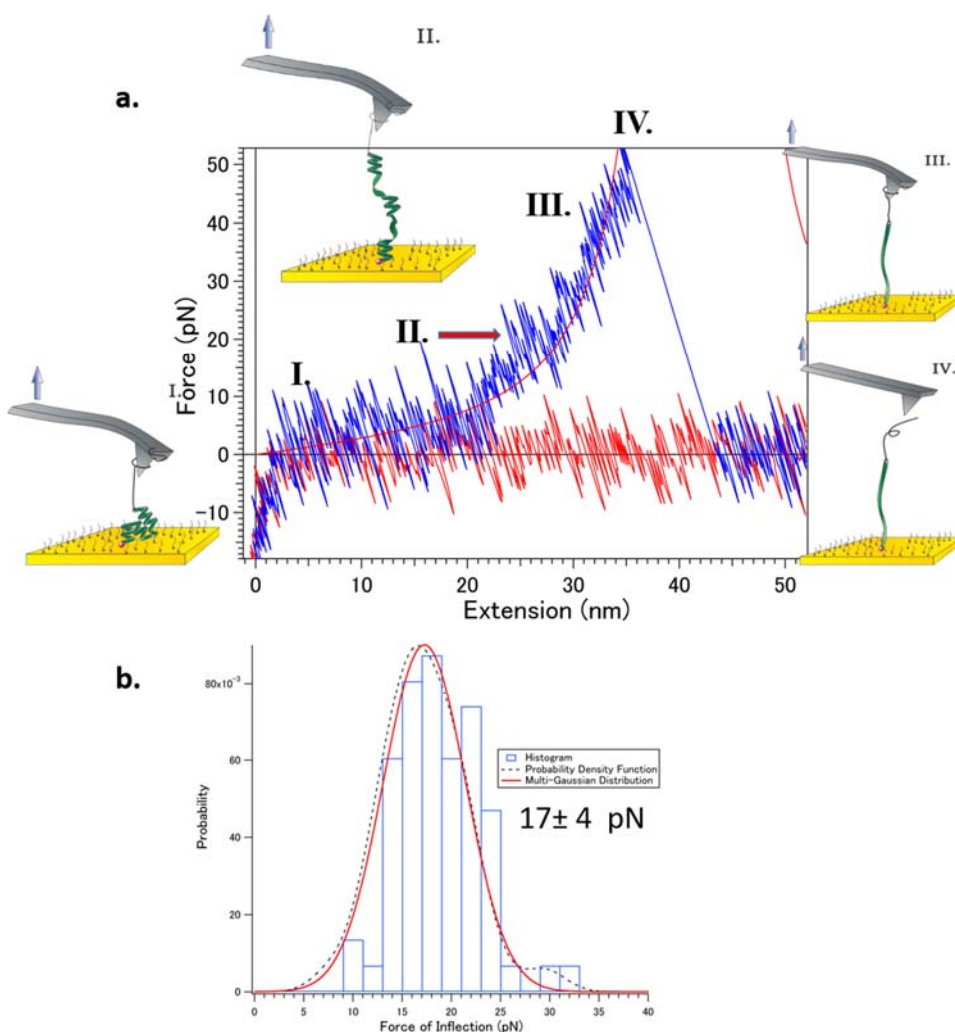 a.
II.
IV.
III.
II.
I.
50
40
30
20
10
0
-10
Force (pN)
0 10 20 30 40 50
Extension (nm)
I.
III.
IV.
b.
80x10⁻³
60
40
20
0
Probability
Histogram
Probability Density Function
Multi-Gaussian Distribution
17± 4 pN
0 5 10 15 20 25 30 35 40
Force of Inflection (pN)